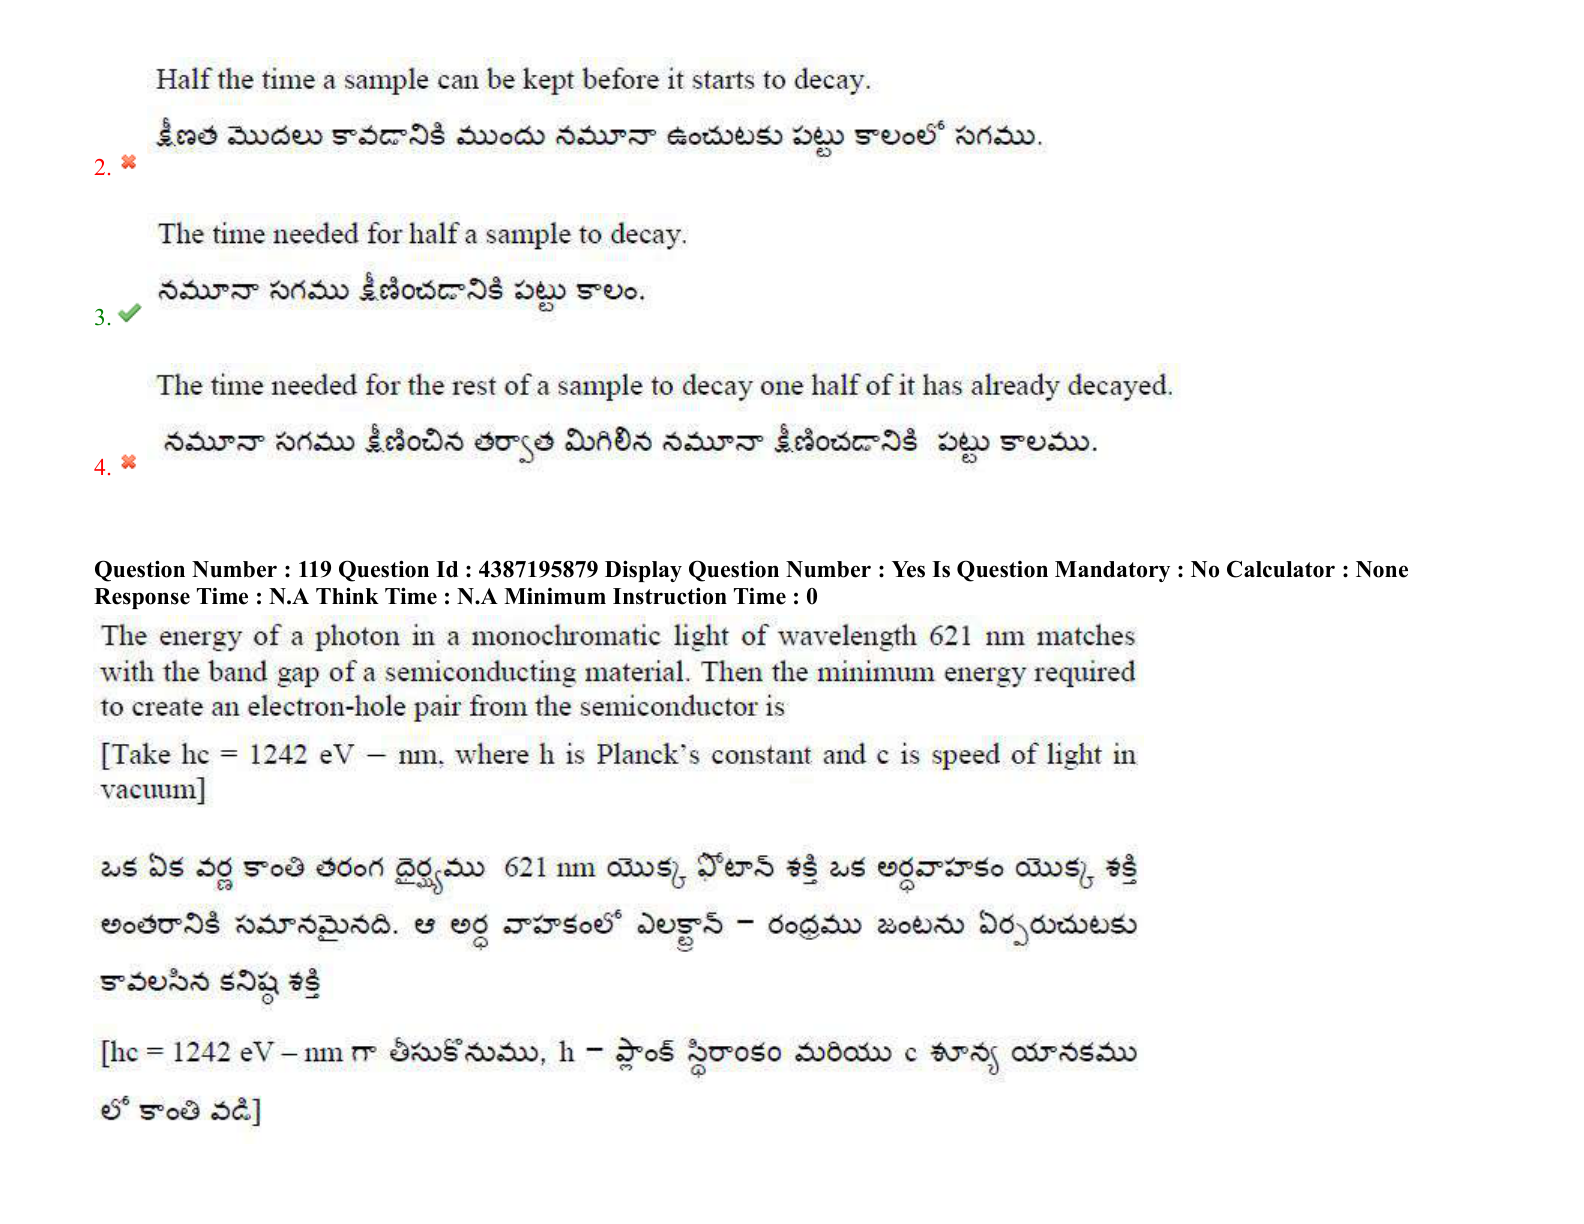 Half the time a sample can be kept before it starts to decay.
క్షీణత మొదలు కావడానికి ముందు నమూనా ఉంచుటకు పట్టు కాలంలో సగము.
2.
The time needed for half a sample to decay.
నమూనా సగము క్షీణించడానికి పట్టు కాలం.
3.
The time needed for the rest of a sample to decay one half of it has already decayed.
నమూనా సగము క్షీణించిన తర్వాత మిగిలిన నమూనా క్షీణించడానికి పట్టు కాలము.
4.
Question Number : 119 Question Id : 4387195879 Display Question Number : Yes Is Question Mandatory : No Calculator : None
Response Time : N.A Think Time : N.A Minimum Instruction Time : 0
The energy of a photon in a monochromatic light of wavelength 621 nm matches
with the band gap of a semiconducting material. Then the minimum energy required
to create an electron-hole pair from the semiconductor is
[Take hc = 1242 eV – nm, where h is Planck's constant and c is speed of light in
vacuum]
ఒక ఏక వర్ణ కాంతి తరంగ దైర్ఘ్యము 621 nm యొక్క ఫోటాన్ శక్తి ఒక అర్ధవాహకం యొక్క శక్తి
అంతరానికి సమానమైనది. ఆ అర్ధ వాహకంలో ఎలక్ట్రాన్ – రంధ్రము జంటను ఏర్పరుచుటకు
కావలసిన కనిష్ఠ శక్తి
[hc = 1242 eV – nm గా తీసుకొనుము, h – ప్లాంక్ స్థిరాంకం మరియు c శూన్య యానకము
లో కాంతి వడి]